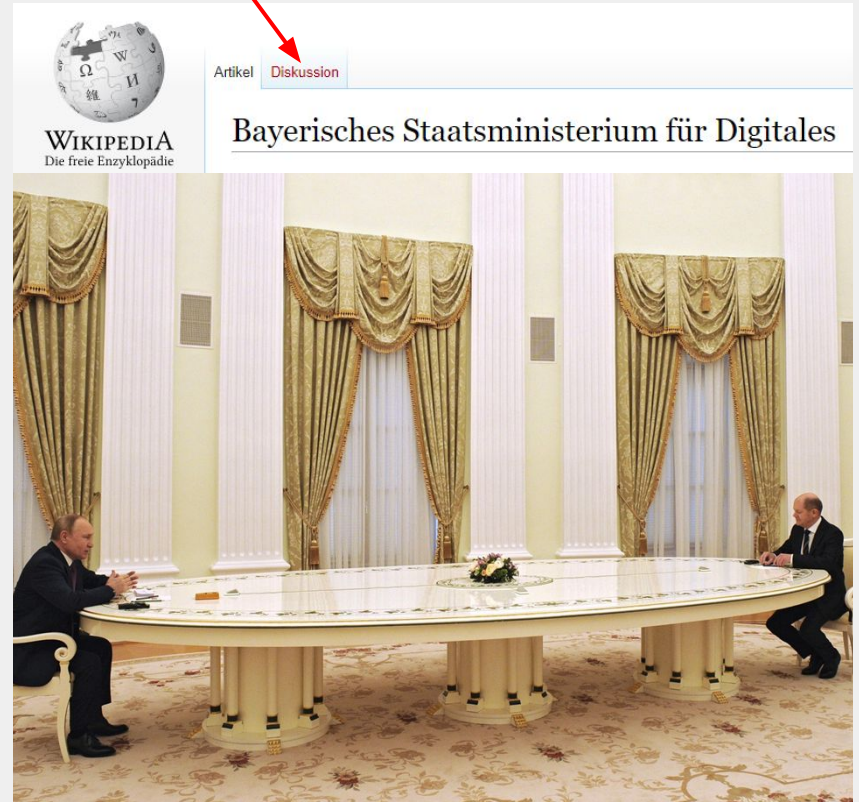 Artikel Diskussion
Bayerisches Staatsministerium für Digitales
WIKIPEDIA
Die freie Enzyklopädie